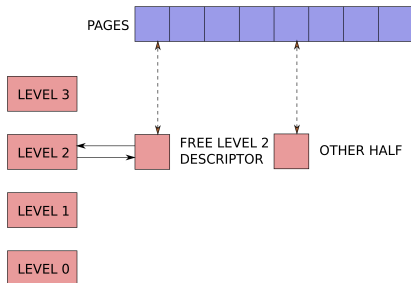 PAGES
LEVEL 3
LEVEL 2
FREE LEVEL 2
DESCRIPTOR
OTHER HALF
LEVEL 1
LEVEL 0